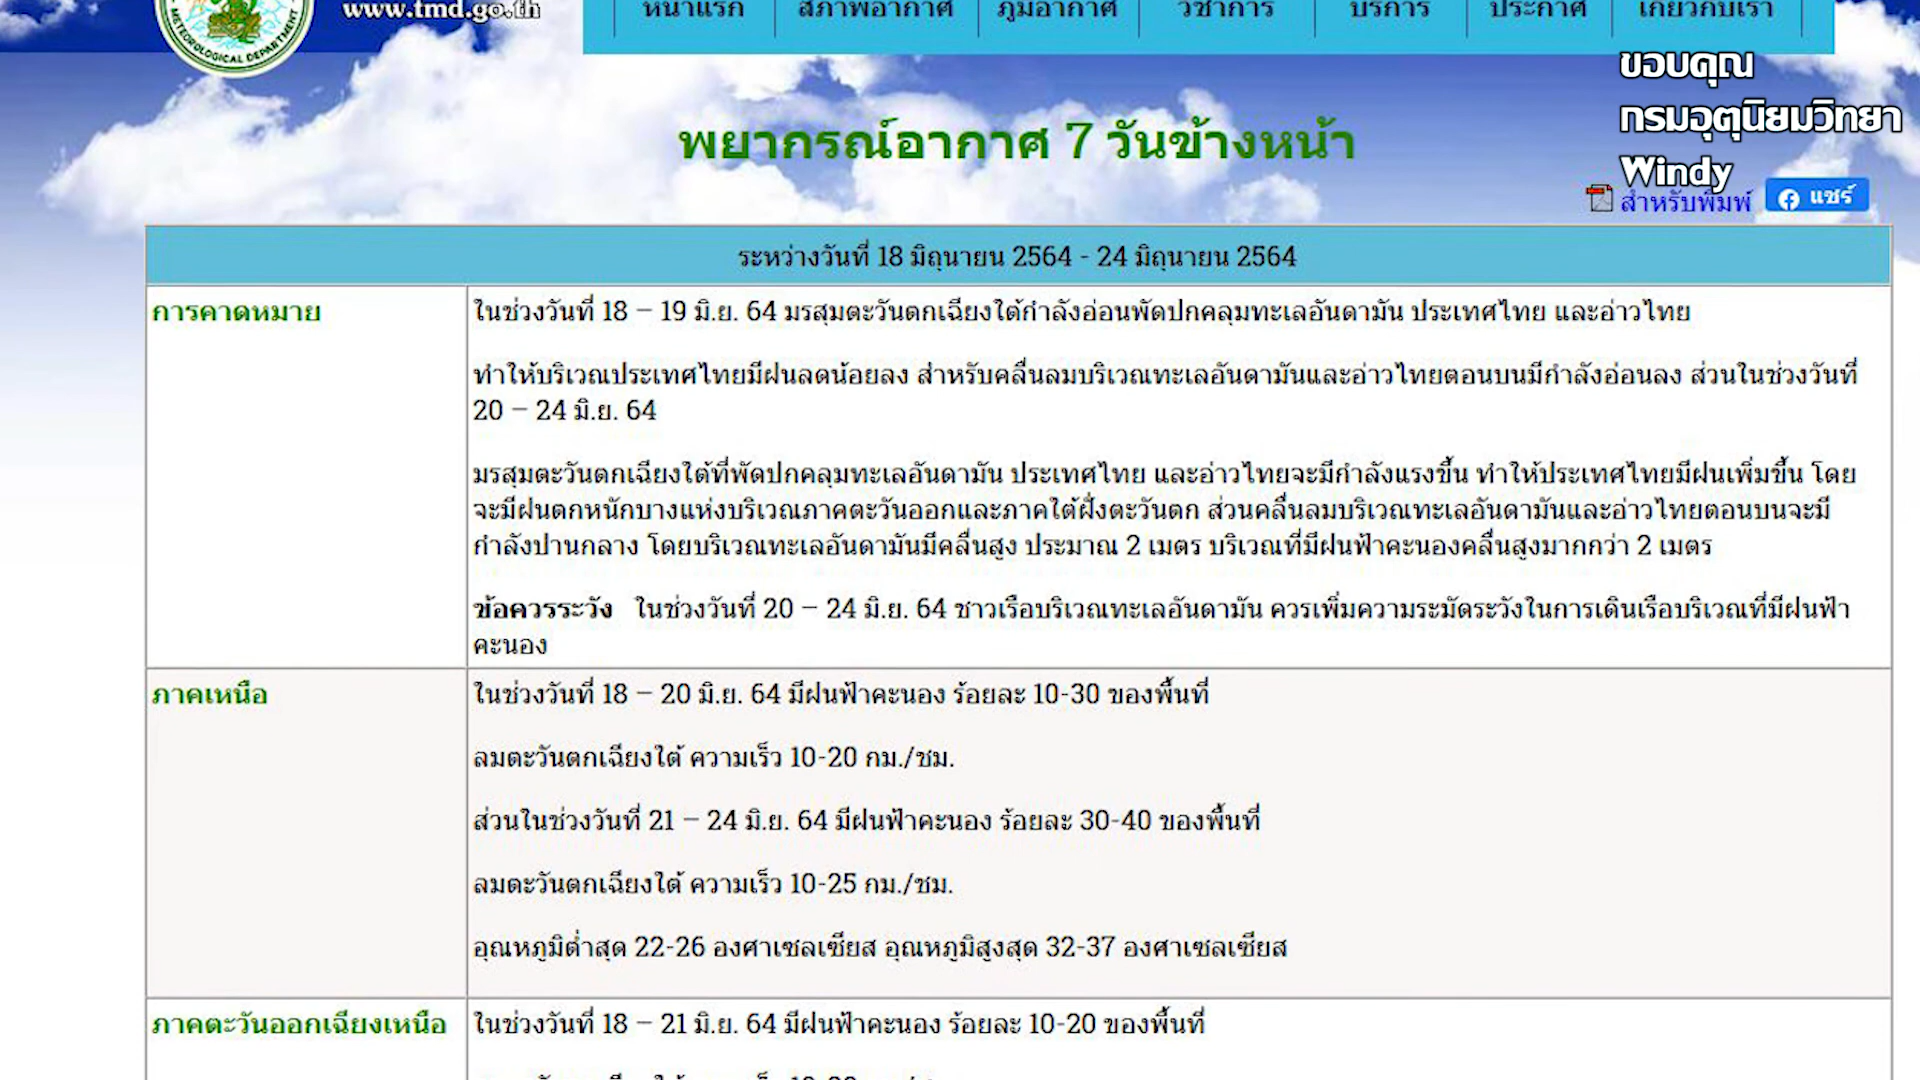 METEOROLOGICAL DEPARTMENT
www.tmd.go.th
หน้าแรก สภาพอากาศ ภูมิอากาศ วิชาการ บริการ ประกาศ เกี่ยวกับเรา
ขอบคุณ
กรมอุตุนิยมวิทยา
Windy
พยากรณ์อากาศ 7 วันข้างหน้า
สำหรับพิมพ์ แชร์
ระหว่างวันที่ 18 มิถุนายน 2564 - 24 มิถุนายน 2564
การคาดหมาย
ในช่วงวันที่ 18 – 19 มิ.ย. 64 มรสุมตะวันตกเฉียงใต้กำลังอ่อนพัดปกคลุมทะเลอันดามัน ประเทศไทย และอ่าวไทย
ทำให้บริเวณประเทศไทยมีฝนลดน้อยลง สำหรับคลื่นลมบริเวณทะเลอันดามันและอ่าวไทยตอนบนมีกำลังอ่อนลง ส่วนในช่วงวันที่
20 – 24 มิ.ย. 64
มรสุมตะวันตกเฉียงใต้ที่พัดปกคลุมทะเลอันดามัน ประเทศไทย และอ่าวไทยจะมีกำลังแรงขึ้น ทำให้ประเทศไทยมีฝนเพิ่มขึ้น โดย
จะมีฝนตกหนักบางแห่งบริเวณภาคตะวันออกและภาคใต้ฝั่งตะวันตก ส่วนคลื่นลมบริเวณทะเลอันดามันและอ่าวไทยตอนบนจะมี
กำลังปานกลาง โดยบริเวณทะเลอันดามันมีคลื่นสูง ประมาณ 2 เมตร บริเวณที่มีฝนฟ้าคะนองคลื่นสูงมากกว่า 2 เมตร
ข้อควรระวัง ในช่วงวันที่ 20 – 24 มิ.ย. 64 ชาวเรือบริเวณทะเลอันดามัน ควรเพิ่มความระมัดระวังในการเดินเรือบริเวณที่มีฝนฟ้า
คะนอง
ภาคเหนือ
ในช่วงวันที่ 18 – 20 มิ.ย. 64 มีฝนฟ้าคะนอง ร้อยละ 10-30 ของพื้นที่
ลมตะวันตกเฉียงใต้ ความเร็ว 10-20 กม./ชม.
ส่วนในช่วงวันที่ 21 – 24 มิ.ย. 64 มีฝนฟ้าคะนอง ร้อยละ 30-40 ของพื้นที่
ลมตะวันตกเฉียงใต้ ความเร็ว 10-25 กม./ชม.
อุณหภูมิต่ำสุด 22-26 องศาเซลเซียส อุณหภูมิสูงสุด 32-37 องศาเซลเซียส
ภาคตะวันออกเฉียงเหนือ
ในช่วงวันที่ 18 – 21 มิ.ย. 64 มีฝนฟ้าคะนอง ร้อยละ 10-20 ของพื้นที่